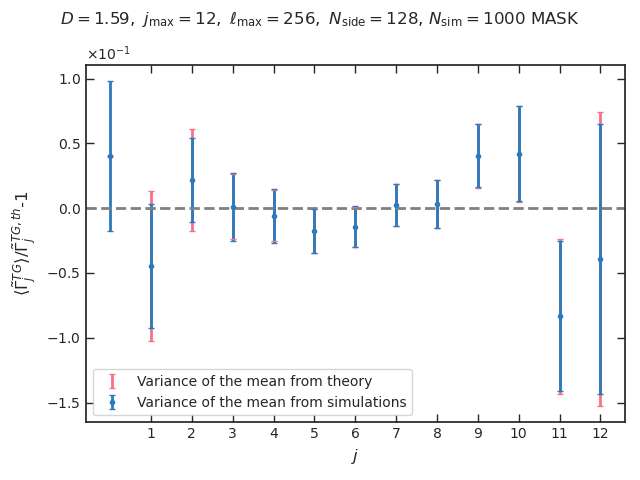 D = 1.59, j_max = 12, ℓ_max = 256, N_side = 128, N_sim = 1000 MASK
×10⁻¹
1.0
0.5
0.0
−0.5
−1.0
−1.5
⟨Γ̃_j^{TG}⟩/Γ̃_j^{TG, th}-1
Variance of the mean from theory
Variance of the mean from simulations
1 2 3 4 5 6 7 8 9 10 11 12
j